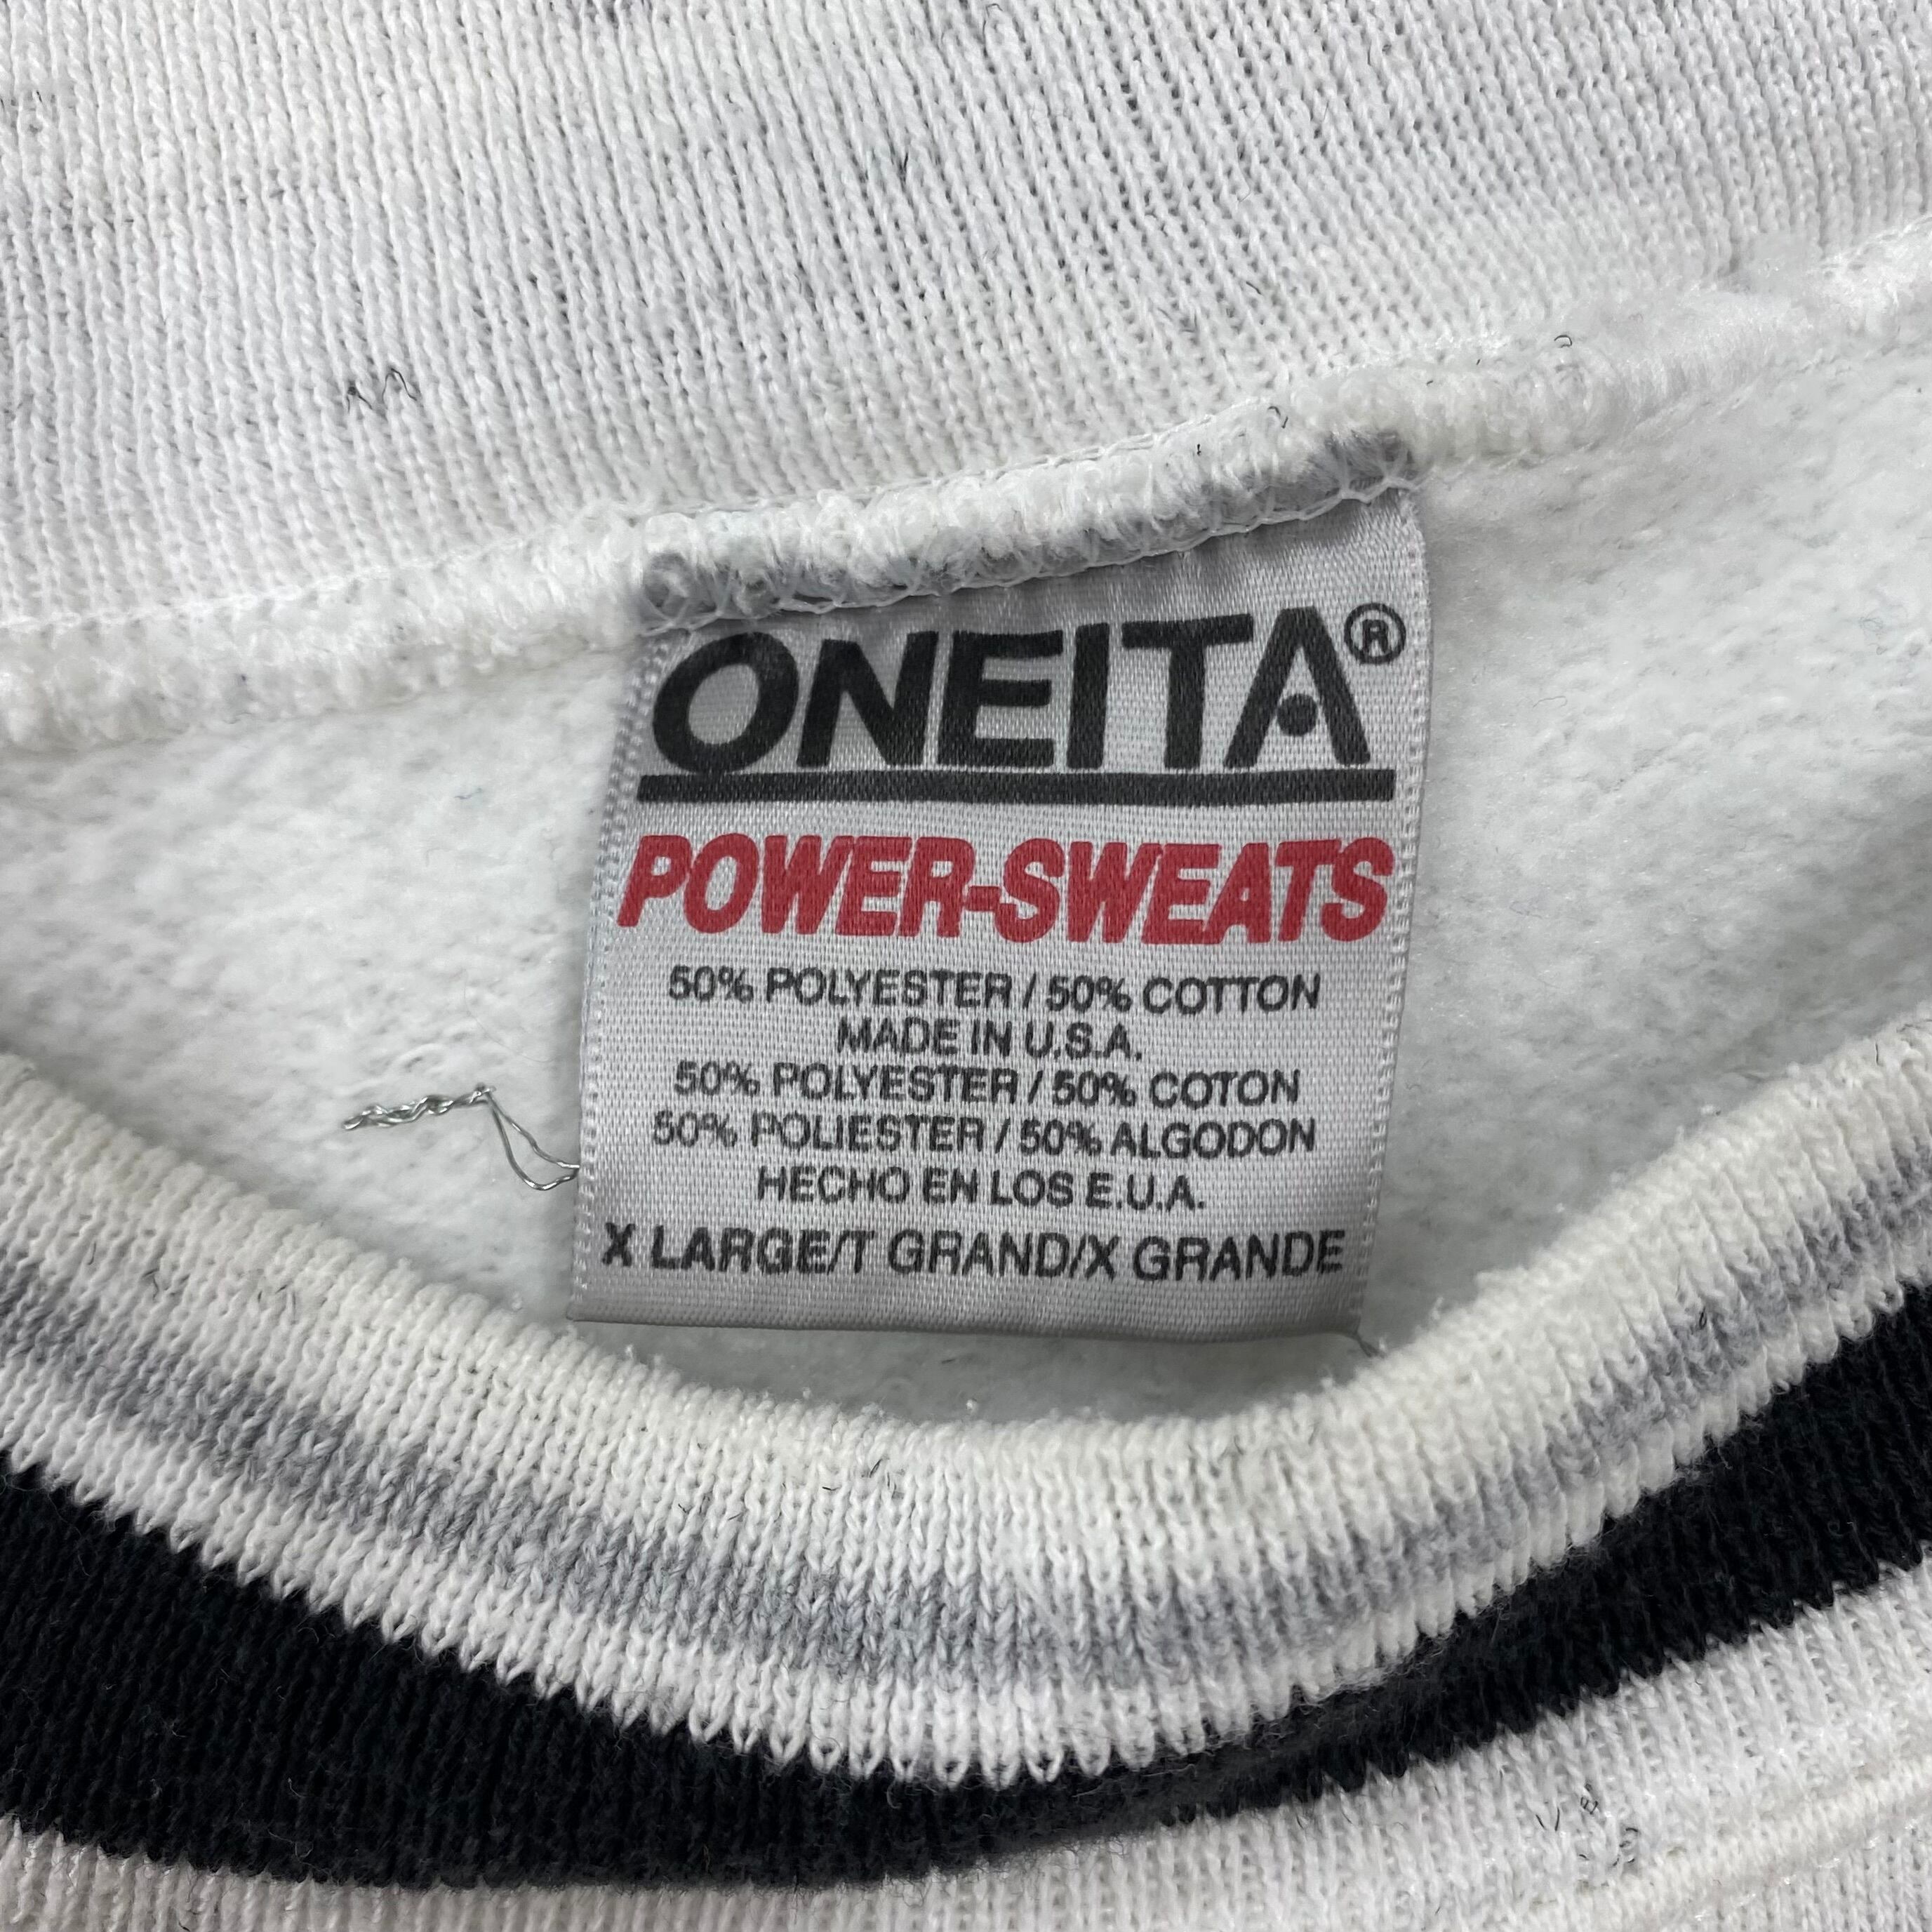 ONEITA®
POWER-SWEATS
50% POLYESTER / 50% COTTON
MADE IN U.S.A.
50% POLYESTER / 50% COTON
50% POLIESTER / 50% ALGODON
HECHO EN LOS E.U.A.
X LARGE/T GRAND/X GRANDE